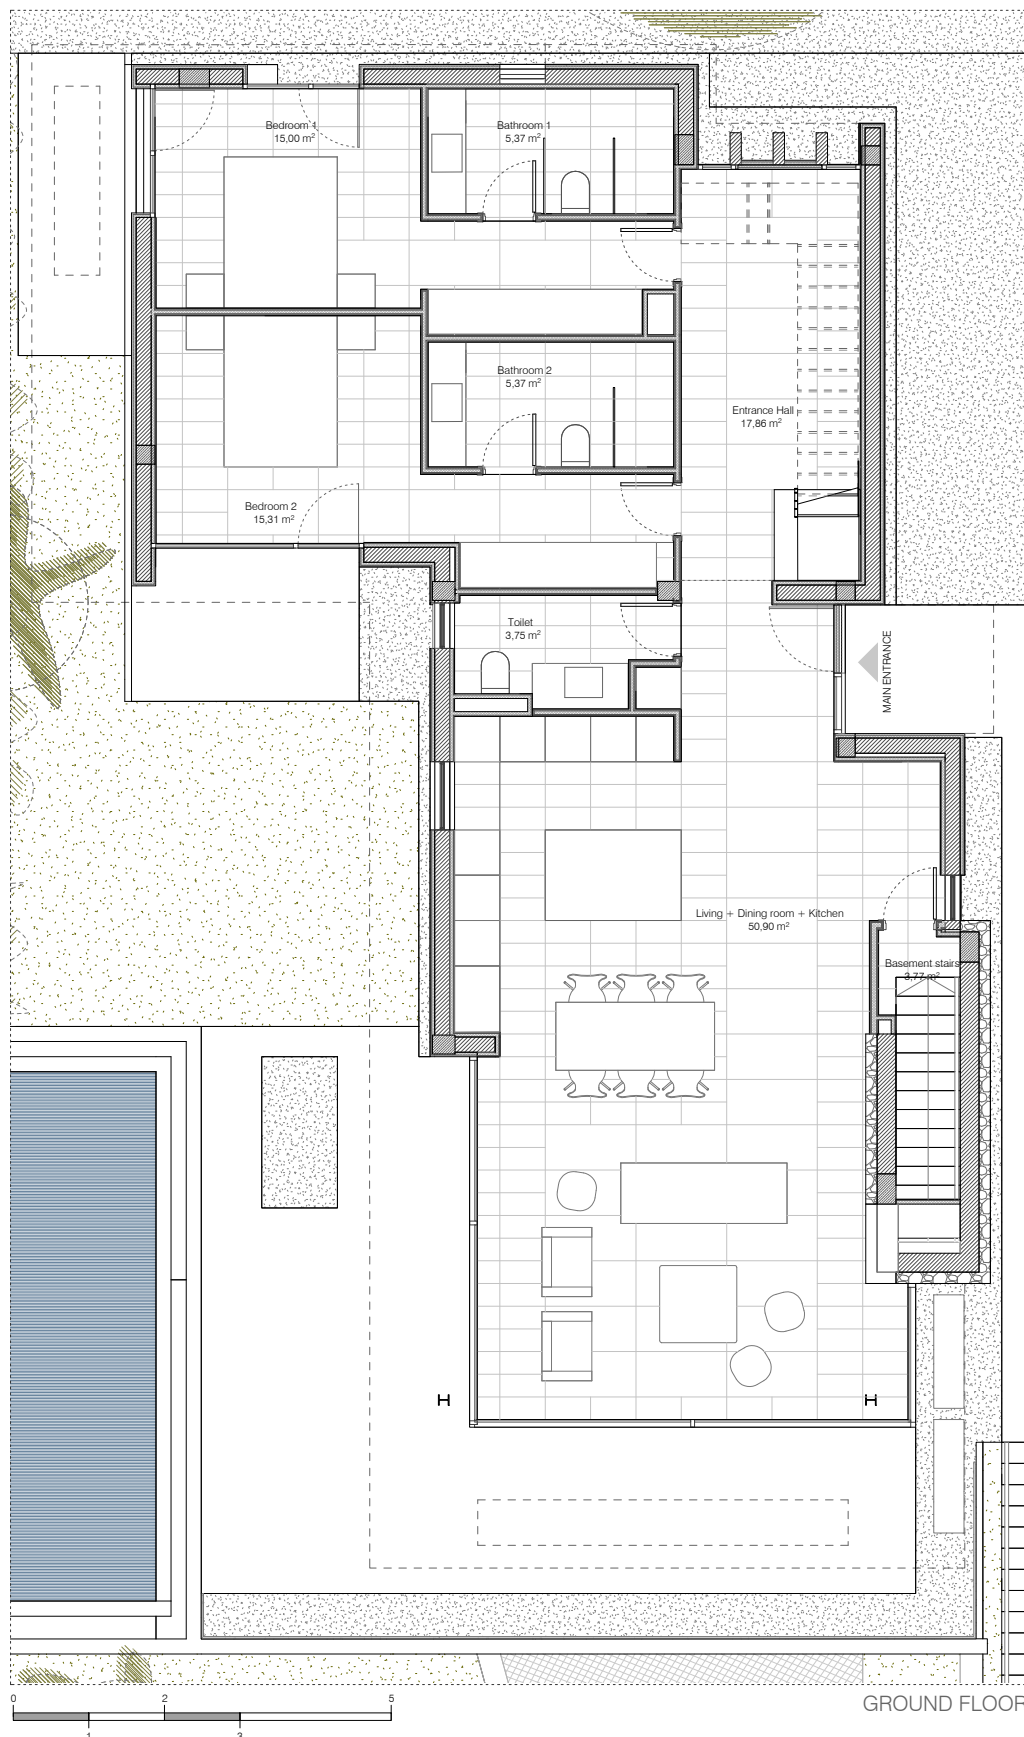 Bedroom 1
15,00 m²
Bathroom 1
5,37 m²
Bathroom 2
5,37 m²
Entrance Hall
17,86 m²
Bedroom 2
15,31 m²
Toilet
3,75 m²
MAIN ENTRANCE
Living + Dining room + Kitchen
50,90 m²
Basement stairs
3,77 m²
0 2 5
1 3
GROUND FLOOR